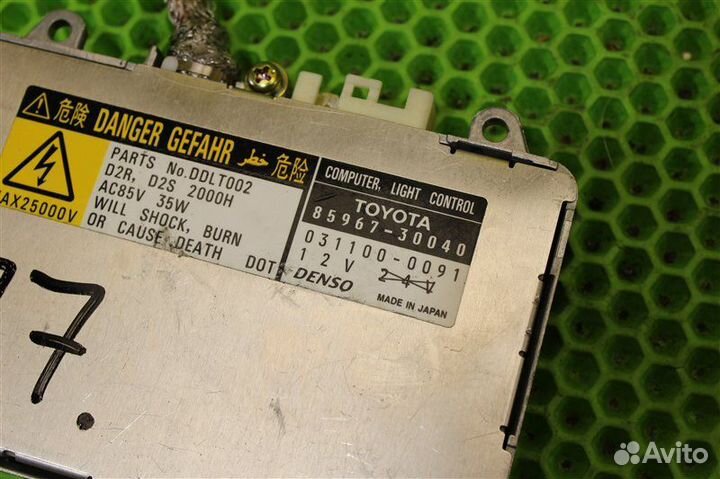 危険 DANGER GEFAHR خطر 危险
MAX25000V
PARTS No.DDLT002
D2R, D2S 2000H
AC85V 35W
WILL SHOCK, BURN
OR CAUSE DEATH
DOT
COMPUTER, LIGHT CONTROL
TOYOTA
85967-30040
031100-0091
12V
DENSO
MADE IN JAPAN
7.
Avito